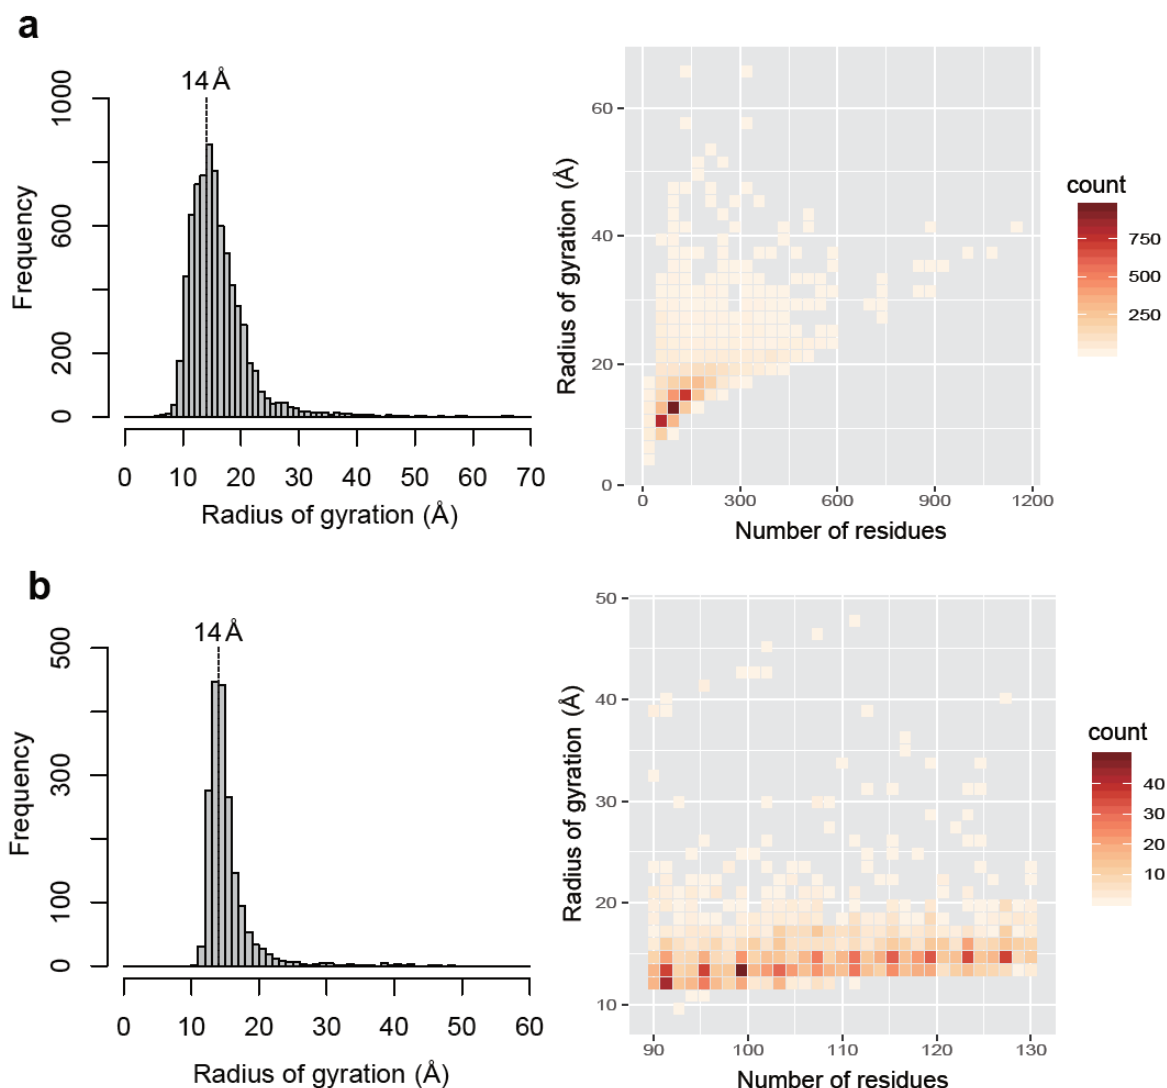 a
14 Å
Frequency
0
200
600
1000
0 10 20 30 40 50 60 70
Radius of gyration (Å)
Radius of gyration (Å)
60
40
20
0
0 300 600 900 1200
Number of residues
count
750
500
250
b
14 Å
Frequency
0
100
300
500
0 10 20 30 40 50 60
Radius of gyration (Å)
Radius of gyration (Å)
50
40
30
20
10
90 100 110 120 130
Number of residues
count
40
30
20
10